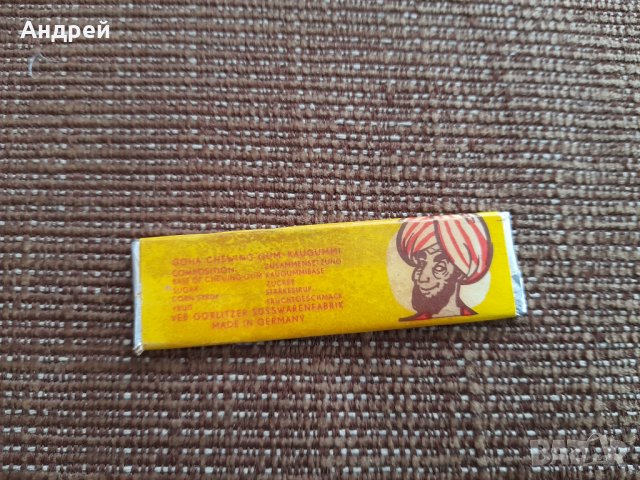 Андрей
GOHA CHEWING GUM KAUGUMMI
COMPOSITION: ZUSAMMENSETZUNG
BASE OF CHEWING-GUM KAUGUMMIBASE
SUGAR ZUCKER
CORN SYRUP STÄRKESIRUP
FRUIT FRUCHTGESCHMACK
VEB GÖRLITZER SÜSSWARENFABRIK
MADE IN GERMANY